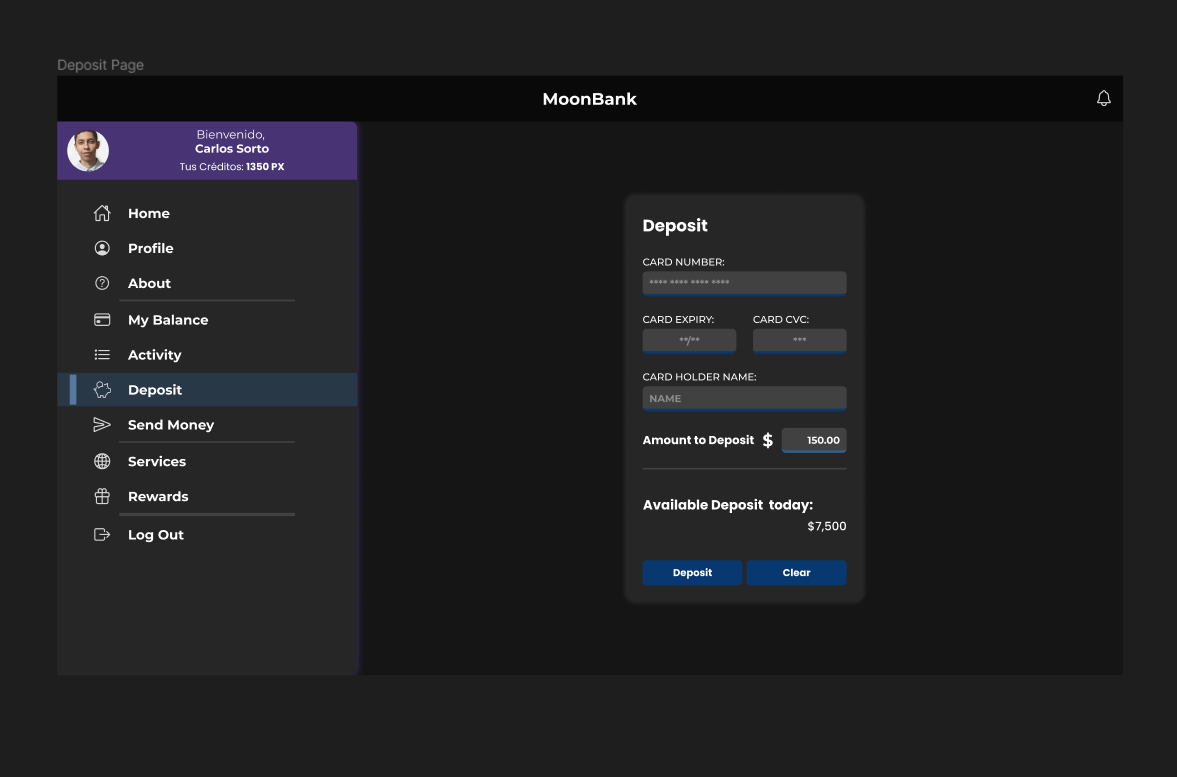 Deposit Page
MoonBank
Bienvenido,
Carlos Sorto
Tus Créditos: 1350 PX
Home
Profile
About
My Balance
Activity
Deposit
Send Money
Services
Rewards
Log Out
Deposit
CARD NUMBER:
**** **** **** ****
CARD EXPIRY: CARD CVC:
**/** ***
CARD HOLDER NAME:
NAME
Amount to Deposit $ 150.00
Available Deposit today:
$7,500
Deposit Clear